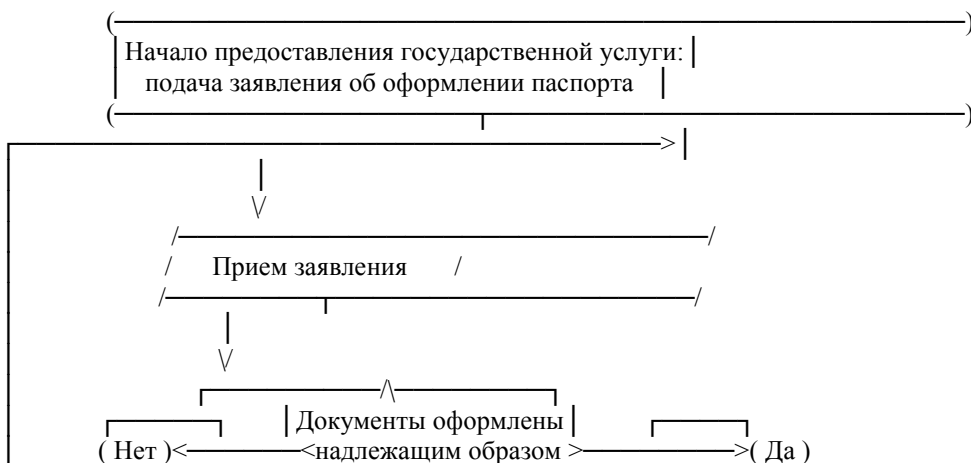 Начало предоставления государственной услуги:
подача заявления об оформлении паспорта
Прием заявления
Документы оформлены
( Нет )<   <надлежащим образом >   >( Да )